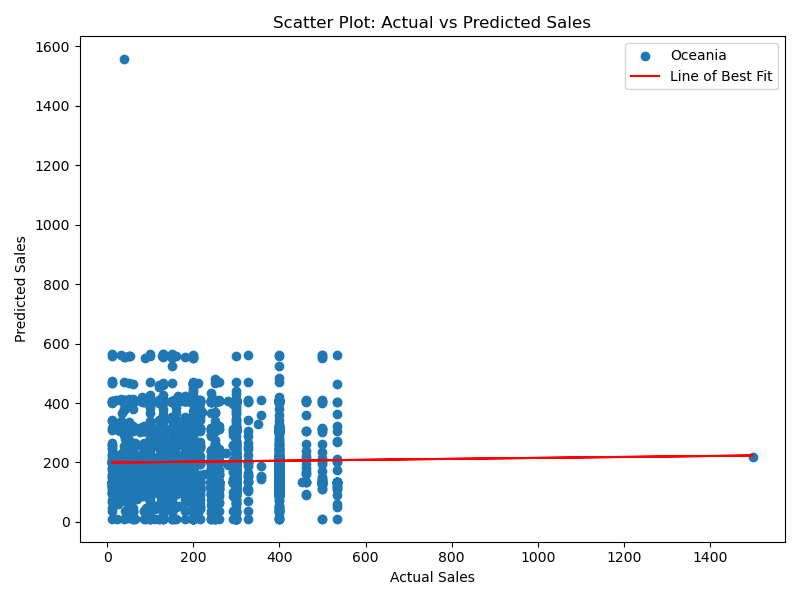 Scatter Plot: Actual vs Predicted Sales
Oceania
Line of Best Fit
Predicted Sales
1600
1400
1200
1000
800
600
400
200
0
0 200 400 600 800 1000 1200 1400
Actual Sales